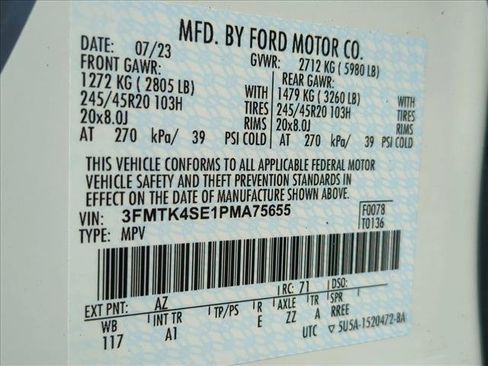 MFD. BY FORD MOTOR CO.
DATE: 07/23 GVWR: 2712 KG ( 5980 LB)
FRONT GAWR: REAR GAWR:
1272 KG ( 2805 LB) 1479 KG ( 3260 LB) WITH
245/45R20 103H 245/45R20 103H TIRES
20x8.0J 20x8.0J RIMS
AT 270 kPa/ 39 PSI COLD AT 270 kPa/ 39 PSI COLD
WITH
TIRES
RIMS
THIS VEHICLE CONFORMS TO ALL APPLICABLE FEDERAL MOTOR
VEHICLE SAFETY AND THEFT PREVENTION STANDARDS IN
EFFECT ON THE DATE OF MANUFACTURE SHOWN ABOVE.
VIN: 3FMTK4SE1PMA75655 F0078
TYPE: MPV T0136
EXT PNT: AZ RC: 71 DSO:
WB INT TR TP/PS R AXLE TR SPR
117 A1 E ZZ A RREE
UTC ▽ 5U5A-1520472-BA